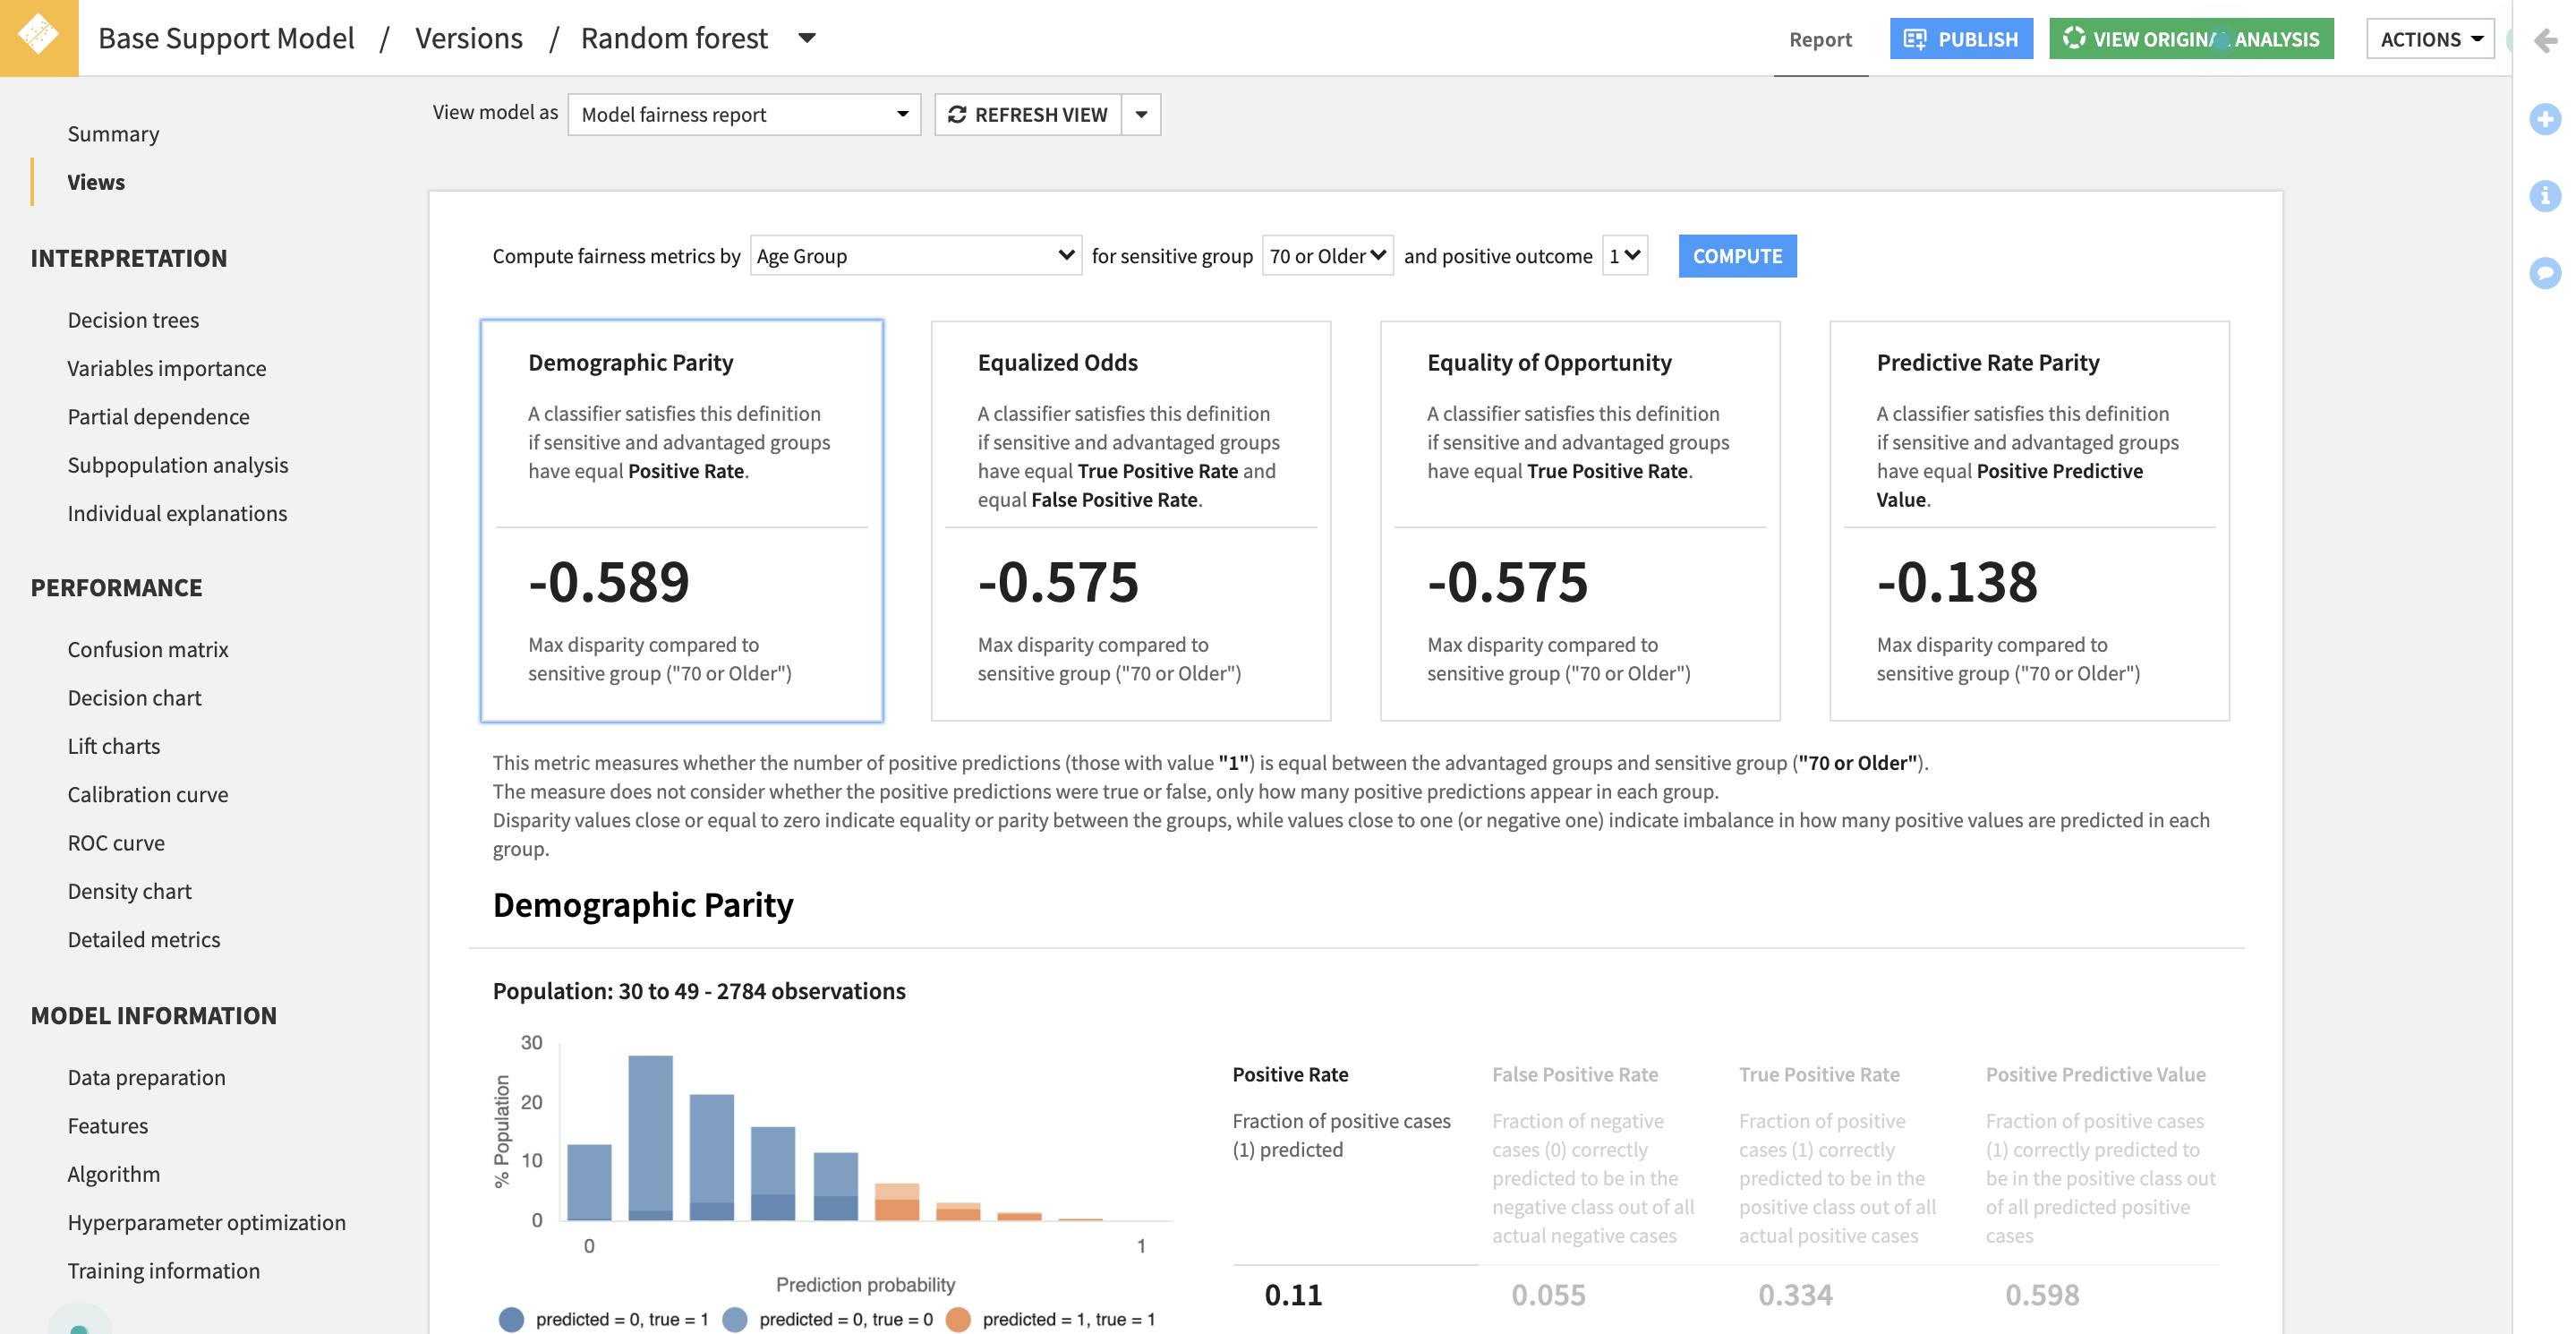 Base Support Model / Versions / Random forest
Report
PUBLISH
VIEW ORIGINAL ANALYSIS
ACTIONS
View model as
Model fairness report
REFRESH VIEW
Summary
Views
INTERPRETATION
Decision trees
Variables importance
Partial dependence
Subpopulation analysis
Individual explanations
PERFORMANCE
Confusion matrix
Decision chart
Lift charts
Calibration curve
ROC curve
Density chart
Detailed metrics
MODEL INFORMATION
Data preparation
Features
Algorithm
Hyperparameter optimization
Training information
Compute fairness metrics by Age Group for sensitive group 70 or Older and positive outcome 1 COMPUTE
Demographic Parity
A classifier satisfies this definition
if sensitive and advantaged groups
have equal Positive Rate.
-0.589
Max disparity compared to
sensitive group ("70 or Older")
Equalized Odds
A classifier satisfies this definition
if sensitive and advantaged groups
have equal True Positive Rate and
equal False Positive Rate.
-0.575
Max disparity compared to
sensitive group ("70 or Older")
Equality of Opportunity
A classifier satisfies this definition
if sensitive and advantaged groups
have equal True Positive Rate.
-0.575
Max disparity compared to
sensitive group ("70 or Older")
Predictive Rate Parity
A classifier satisfies this definition
if sensitive and advantaged groups
have equal Positive Predictive
Value.
-0.138
Max disparity compared to
sensitive group ("70 or Older")
This metric measures whether the number of positive predictions (those with value "1") is equal between the advantaged groups and sensitive group ("70 or Older").
The measure does not consider whether the positive predictions were true or false, only how many positive predictions appear in each group.
Disparity values close or equal to zero indicate equality or parity between the groups, while values close to one (or negative one) indicate imbalance in how many positive values are predicted in each
group.
Demographic Parity
Population: 30 to 49 - 2784 observations
% Population
30
20
10
0
0
1
Prediction probability
predicted = 0, true = 1
predicted = 0, true = 0
predicted = 1, true = 1
Positive Rate
Fraction of positive cases
(1) predicted
0.11
False Positive Rate
Fraction of negative
cases (0) correctly
predicted to be in the
negative class out of all
actual negative cases
0.055
True Positive Rate
Fraction of positive
cases (1) correctly
predicted to be in the
positive class out of all
actual positive cases
0.334
Positive Predictive Value
Fraction of positive cases
(1) correctly predicted to
be in the positive class out
of all predicted positive
cases
0.598